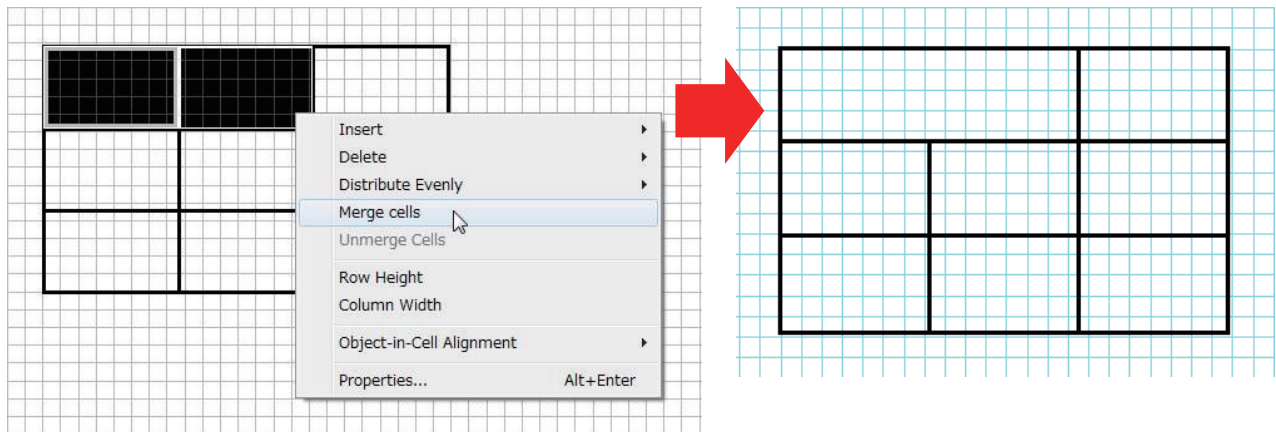 Insert
Delete
Distribute Evenly
Merge cells
Unmerge Cells
Row Height
Column Width
Object-in-Cell Alignment
Properties... Alt+Enter